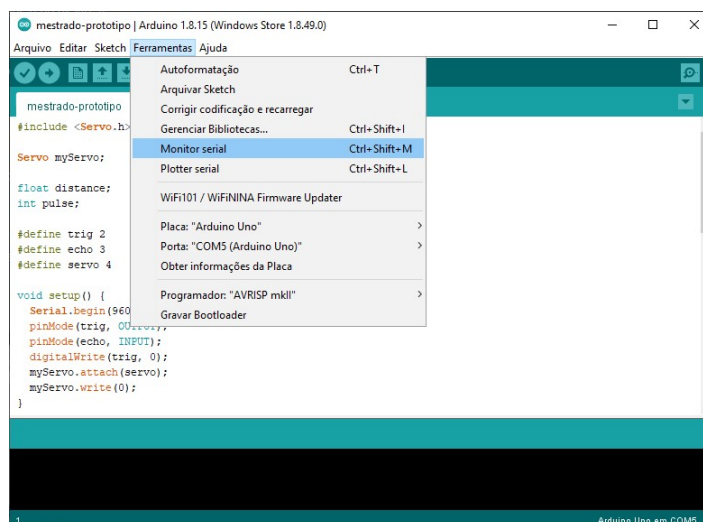 mestrado-prototipo | Arduino 1.8.15 (Windows Store 1.8.49.0)
Arquivo Editar Sketch Ferramentas Ajuda
mestrado-prototipo
Autoformatação Ctrl+T
Arquivar Sketch
Corrigir codificação e recarregar
Gerenciar Bibliotecas... Ctrl+Shift+I
Monitor serial Ctrl+Shift+M
Plotter serial Ctrl+Shift+L
WiFi101 / WiFiNINA Firmware Updater
Placa: "Arduino Uno"
Porta: "COM5 (Arduino Uno)"
Obter informações da Placa
Programador: "AVRISP mkII"
Gravar Bootloader
#include <Servo.h>
Servo myServo;
float distance;
int pulse;
#define trig 2
#define echo 3
#define servo 4
void setup() {
Serial.begin(960
pinMode(trig, OUTPUT);
pinMode(echo, INPUT);
digitalWrite(trig, 0);
myServo.attach(servo);
myServo.write(0);
}
1 Arduino Uno em COM5